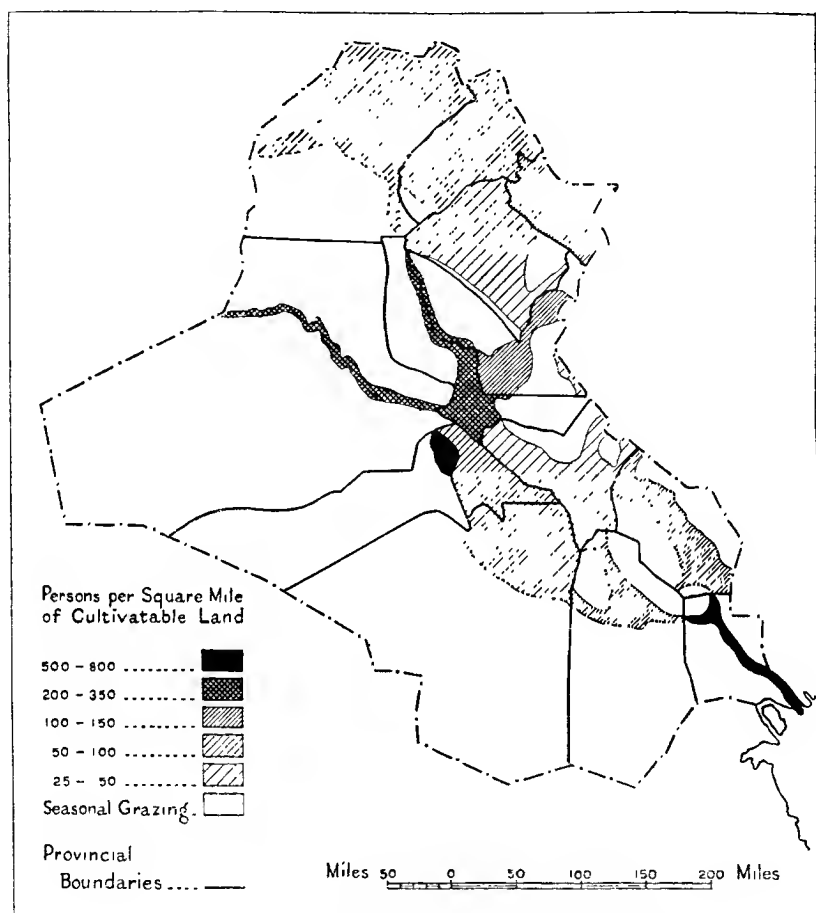 Persons per Square Mile
of Cultivatable Land
500 - 800 ..........
200 - 350 ..........
100 - 150 ..........
50 - 100 ..........
25 - 50 ..........
Seasonal Grazing.
Provincial
Boundaries ....
Miles 50 0 50 100 150 200 Miles